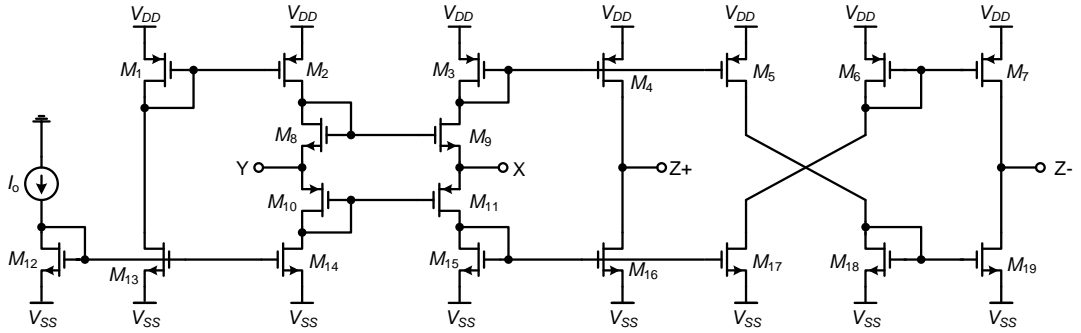 VDD VDD VDD VDD VDD VDD VDD
M1 M2 M3 M4 M5 M6 M7
M8 M9
Y X Z+ Z-
Io
M10 M11
M12 M13 M14 M15 M16 M17 M18 M19
VSS VSS VSS VSS VSS VSS VSS VSS